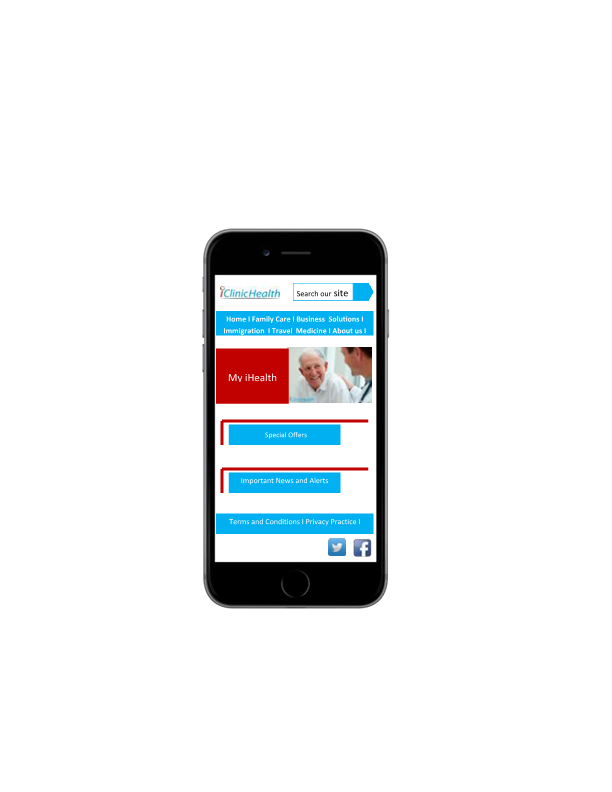 iClinicHealth
Search our site
Home I Family Care I Business Solutions I
Immigration I Travel Medicine I About us I
My iHealth
Special Offers
Important News and Alerts
Terms and Conditions I Privacy Practice I